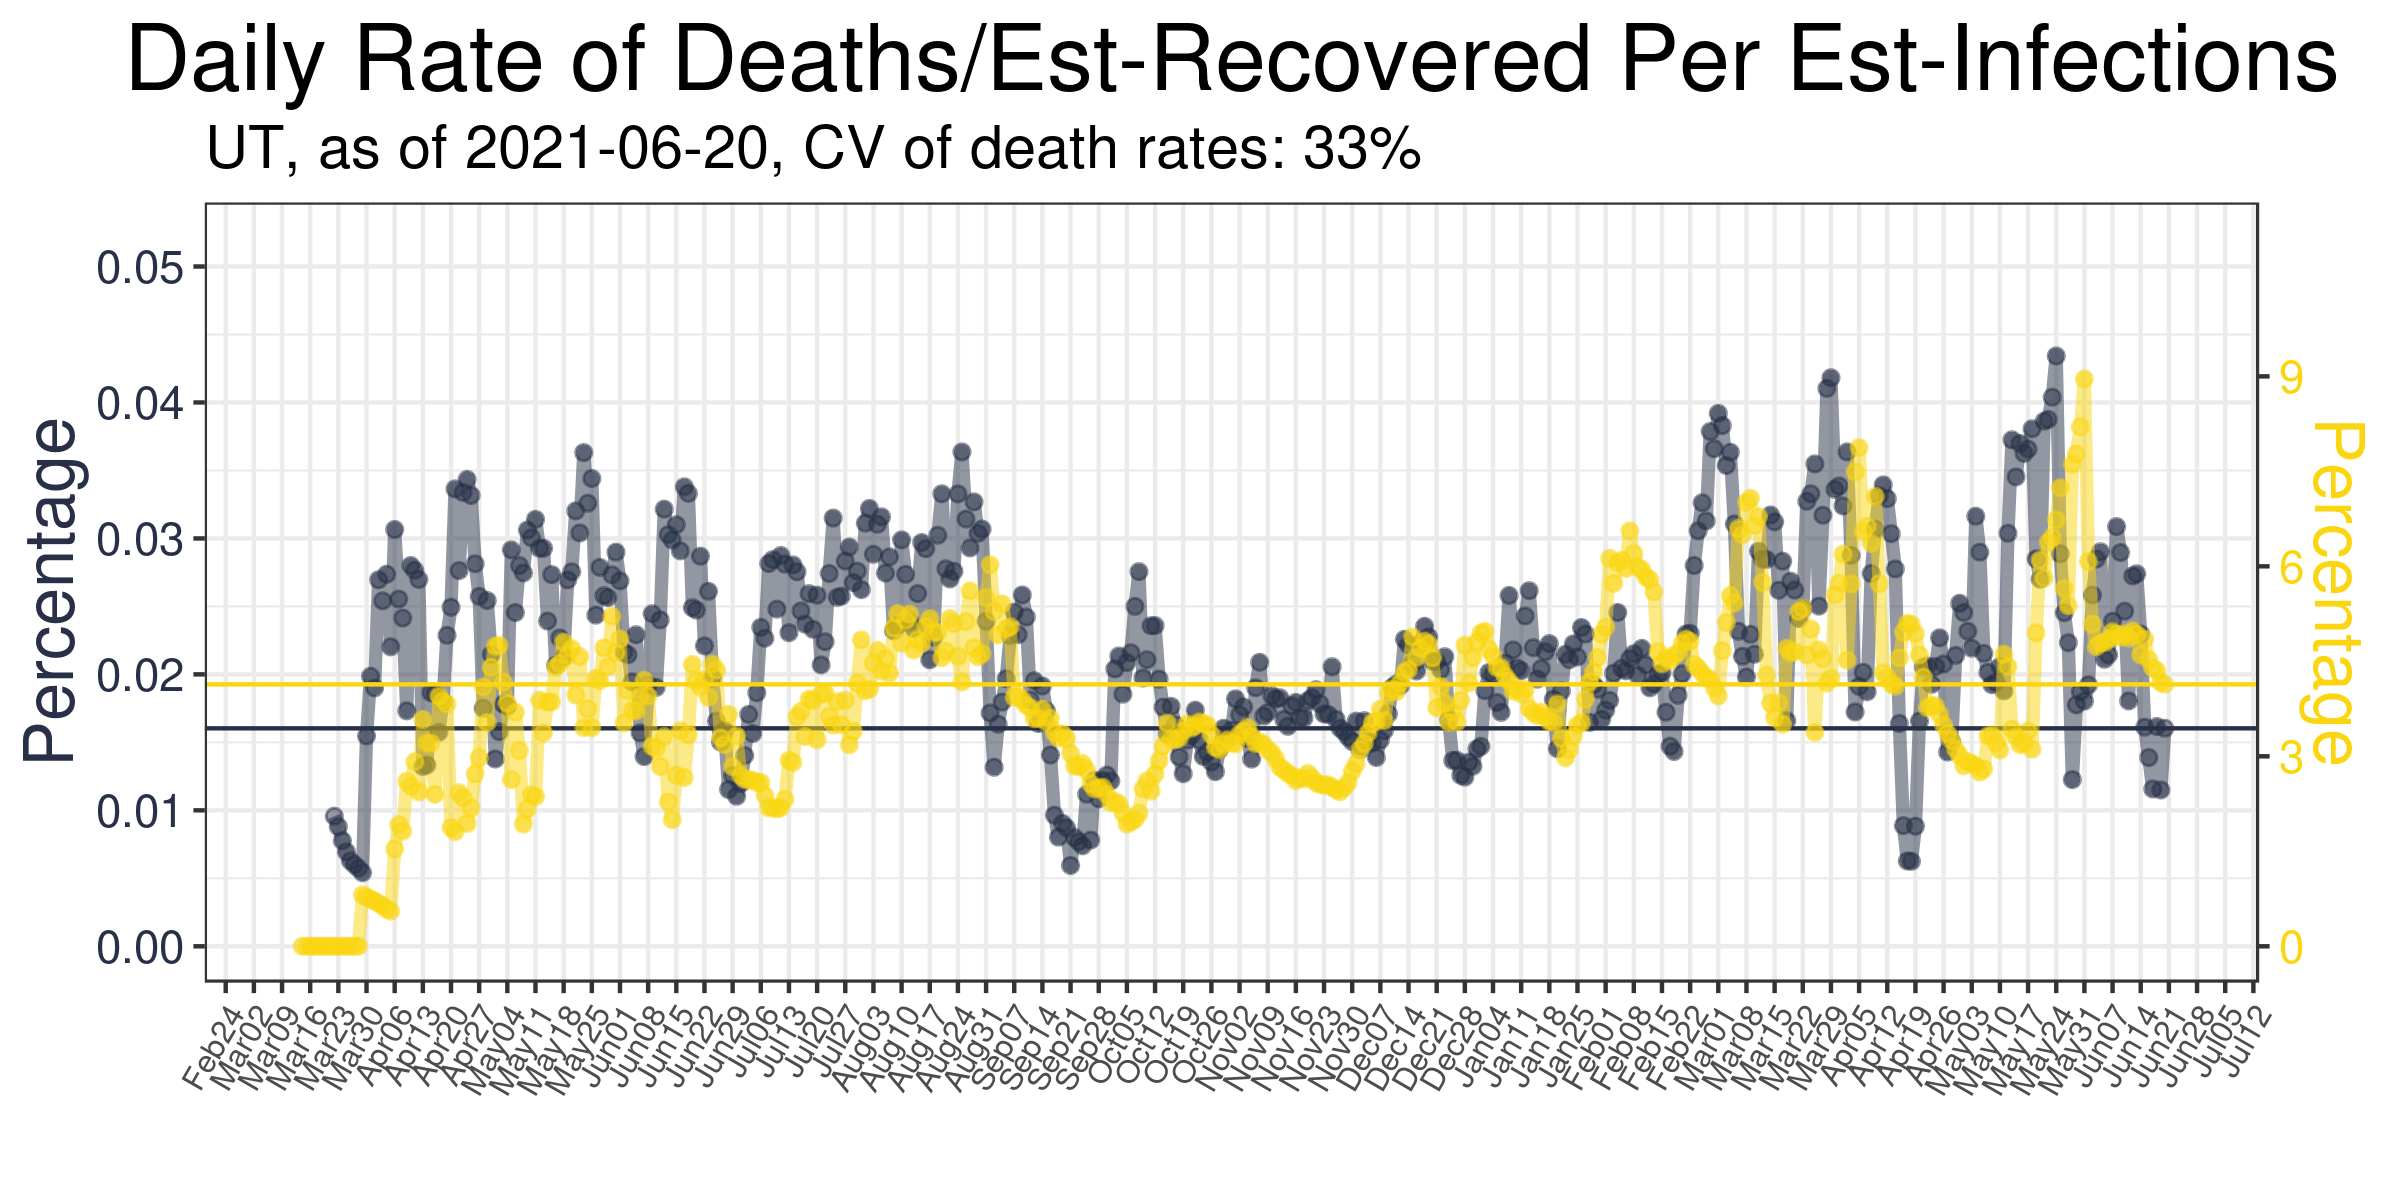 Daily Rate of Deaths/Est-Recovered Per Est-Infections
UT, as of 2021-06-20, CV of death rates: 33%
Percentage
0.05
0.04
0.03
0.02
0.01
0.00
9
6
3
0
Percentage
Feb24
Mar02
Mar09
Mar16
Mar23
Mar30
Apr06
Apr13
Apr20
Apr27
May04
May11
May18
May25
Jun01
Jun08
Jun15
Jun22
Jun29
Jul06
Jul13
Jul20
Jul27
Aug03
Aug10
Aug17
Aug24
Aug31
Sep07
Sep14
Sep21
Sep28
Oct05
Oct12
Oct19
Oct26
Nov02
Nov09
Nov16
Nov23
Nov30
Dec07
Dec14
Dec21
Dec28
Jan04
Jan11
Jan18
Jan25
Feb01
Feb08
Feb15
Feb22
Mar01
Mar08
Mar15
Mar22
Mar29
Apr05
Apr12
Apr19
Apr26
May03
May10
May17
May24
May31
Jun07
Jun14
Jun21
Jun28
Jul05
Jul12